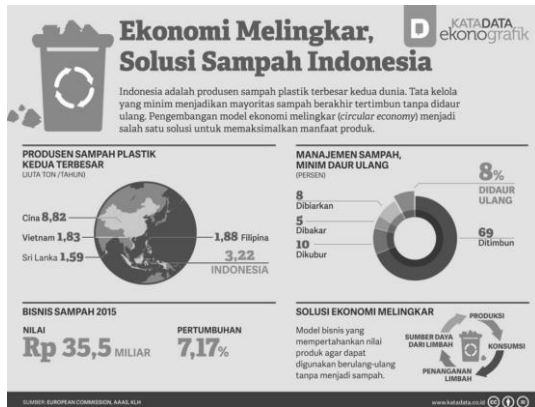 Ekonomi Melingkar,
Solusi Sampah Indonesia
D
KATADATA
ekonografik
Indonesia adalah produsen sampah plastik terbesar kedua dunia. Tata kelola
yang minim menjadikan mayoritas sampah berakhir tertimbun tanpa didaur
ulang. Pengembangan model ekonomi melingkar (circular economy) menjadi
salah satu solusi untuk memaksimalkan manfaat produk.
PRODUSEN SAMPAH PLASTIK
KEDUA TERBESAR
(JUTA TON /TAHUN)
Cina 8,82
Vietnam 1,83
Sri Lanka 1,59
1,88 Filipina
3,22
INDONESIA
MANAJEMEN SAMPAH,
MINIM DAUR ULANG
(PERSEN)
8%
DIDAUR
ULANG
8
Dibiarkan
5
Dibakar
10
Dikubur
69
Ditimbun
BISNIS SAMPAH 2015
NILAI
Rp 35,5 MILIAR
PERTUMBUHAN
7,17%
SOLUSI EKONOMI MELINGKAR
Model bisnis yang
mempertahankan nilai
produk agar dapat
digunakan berulang-ulang
tanpa menjadi sampah.
PRODUKSI
KONSUMSI
PENANGANAN
LIMBAH
SUMBER DAYA
DARI LIMBAH
SUMBER: EUROPEAN COMMISSION, AAAS, KLH
www.katadata.co.id